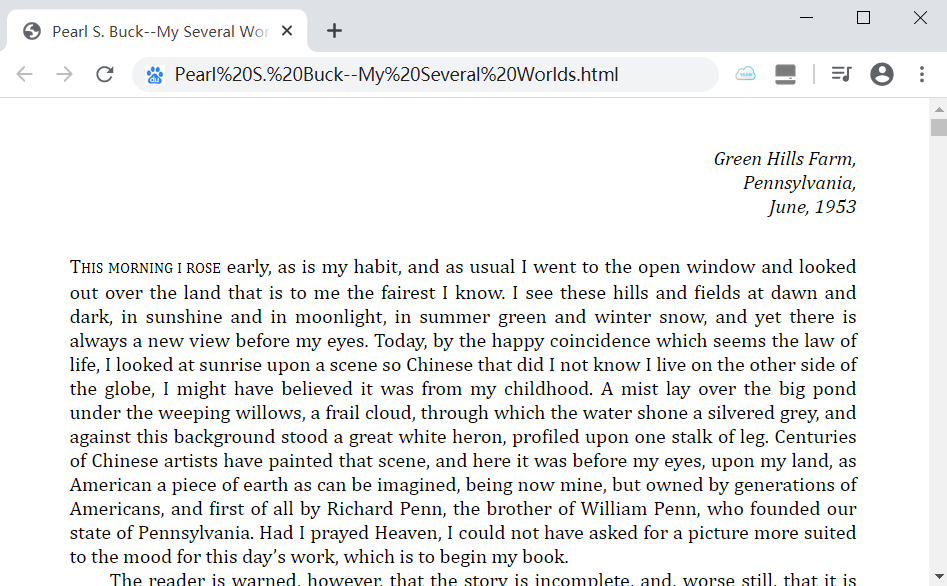 Pearl S. Buck--My Several Wor
Pearl%20S.%20Buck--My%20Several%20Worlds.html
Green Hills Farm,
Pennsylvania,
June, 1953
THIS MORNING I ROSE early, as is my habit, and as usual I went to the open window and looked
out over the land that is to me the fairest I know. I see these hills and fields at dawn and
dark, in sunshine and in moonlight, in summer green and winter snow, and yet there is
always a new view before my eyes. Today, by the happy coincidence which seems the law of
life, I looked at sunrise upon a scene so Chinese that did I not know I live on the other side of
the globe, I might have believed it was from my childhood. A mist lay over the big pond
under the weeping willows, a frail cloud, through which the water shone a silvered grey, and
against this background stood a great white heron, profiled upon one stalk of leg. Centuries
of Chinese artists have painted that scene, and here it was before my eyes, upon my land, as
American a piece of earth as can be imagined, being now mine, but owned by generations of
Americans, and first of all by Richard Penn, the brother of William Penn, who founded our
state of Pennsylvania. Had I prayed Heaven, I could not have asked for a picture more suited
to the mood for this day’s work, which is to begin my book.
The reader is warned, however, that the story is incomplete, and, worse still, that it is